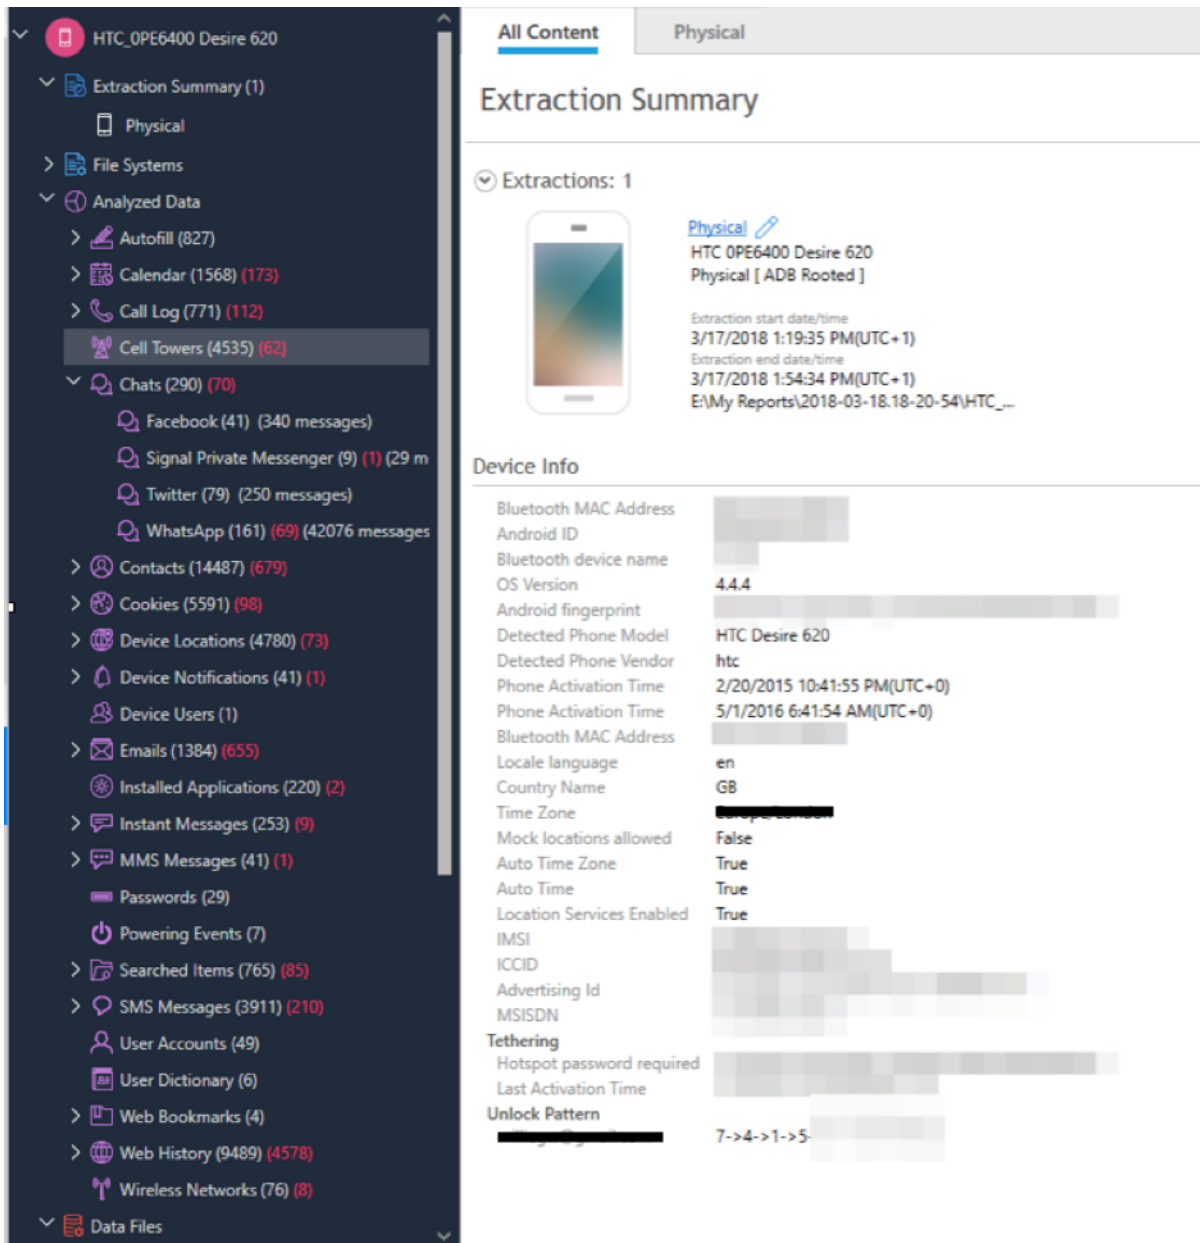 HTC_0PE6400 Desire 620
Extraction Summary (1)
Physical
File Systems
Analyzed Data
Autofill (827)
Calendar (1568) (173)
Call Log (771) (112)
Cell Towers (4535) (62)
Chats (290) (70)
Facebook (41) (340 messages)
Signal Private Messenger (9) (1) (29 m
Twitter (79) (250 messages)
WhatsApp (161) (69) (42076 messages
Contacts (14487) (679)
Cookies (5591) (98)
Device Locations (4780) (73)
Device Notifications (41) (1)
Device Users (1)
Emails (1384) (655)
Installed Applications (220) (2)
Instant Messages (253) (9)
MMS Messages (41) (1)
Passwords (29)
Powering Events (7)
Searched Items (765) (85)
SMS Messages (3911) (210)
User Accounts (49)
User Dictionary (6)
Web Bookmarks (4)
Web History (9489) (4578)
Wireless Networks (76) (8)
Data Files
All Content Physical
Extraction Summary
Extractions: 1
Physical
HTC 0PE6400 Desire 620
Physical [ ADB Rooted ]
Extraction start date/time
3/17/2018 1:19:35 PM(UTC+1)
Extraction end date/time
3/17/2018 1:54:34 PM(UTC+1)
E:\My Reports\2018-03-18.18-20-54\HTC_...
Device Info
Bluetooth MAC Address
Android ID
Bluetooth device name
OS Version 4.4.4
Android fingerprint
Detected Phone Model HTC Desire 620
Detected Phone Vendor htc
Phone Activation Time 2/20/2015 10:41:55 PM(UTC+0)
Phone Activation Time 5/1/2016 6:41:54 AM(UTC+0)
Bluetooth MAC Address
Locale language en
Country Name GB
Time Zone
Mock locations allowed False
Auto Time Zone True
Auto Time True
Location Services Enabled True
IMSI
ICCID
Advertising Id
MSISDN
Tethering
Hotspot password required
Last Activation Time
Unlock Pattern
7->4->1->5-